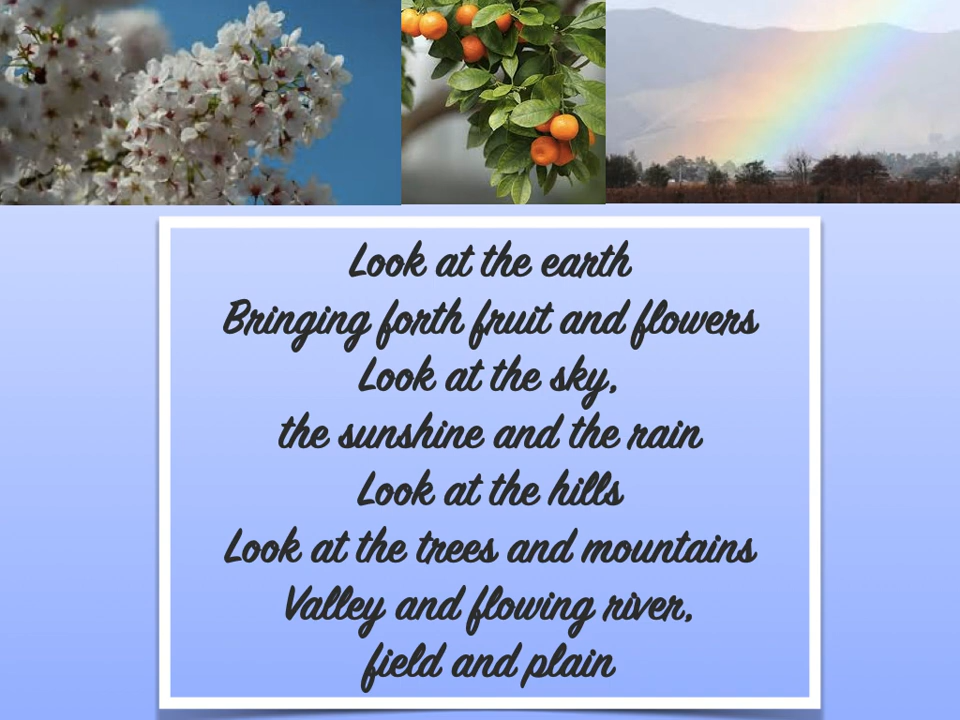 Look at the earth
Bringing forth fruit and flowers
Look at the sky,
the sunshine and the rain
Look at the hills
Look at the trees and mountains
Valley and flowing river,
field and plain